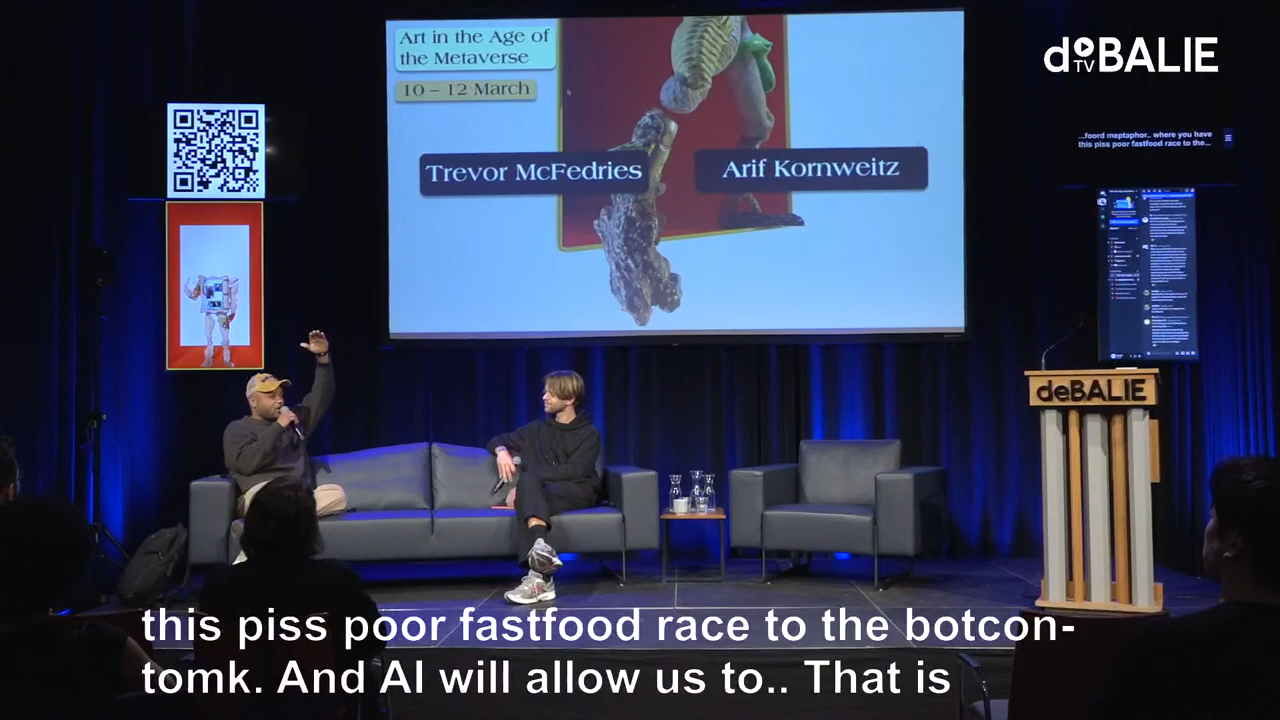 Art in the Age of
the Metaverse
10 – 12 March
Trevor McFedries
Arif Kornweitz
deBALIE
TV
...foord meptaphor.. where you have
this piss poor fastfood race to the...
deBALIE
this piss poor fastfood race to the botcon-
tomk. And AI will allow us to.. That is